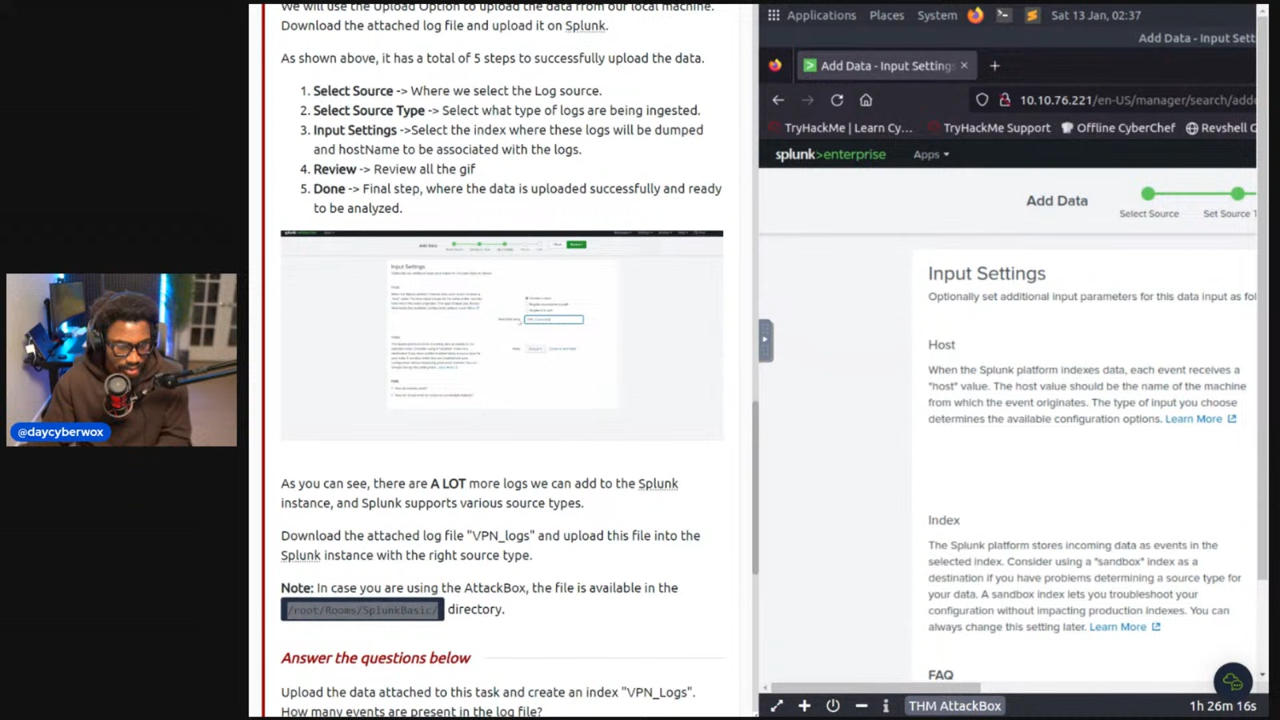 We will use the Upload Option to upload the data from our local machine.
Download the attached log file and upload it on Splunk.
As shown above, it has a total of 5 steps to successfully upload the data.
1. Select Source -> Where we select the Log source.
2. Select Source Type -> Select what type of logs are being ingested.
3. Input Settings ->Select the index where these logs will be dumped
and hostName to be associated with the logs.
4. Review -> Review all the gif
5. Done -> Final step, where the data is uploaded successfully and ready
to be analyzed.
Add Data
Input Settings
As you can see, there are A LOT more logs we can add to the Splunk
instance, and Splunk supports various source types.
Download the attached log file "VPN_logs" and upload this file into the
Splunk instance with the right source type.
Note: In case you are using the AttackBox, the file is available in the
/root/Rooms/SplunkBasic/ directory.
Answer the questions below
Upload the data attached to this task and create an index "VPN_Logs".
How many events are present in the log file?
@daycyberwox
Applications Places System Sat 13 Jan, 02:37
Add Data - Input Sett
Add Data - Input Settings
10.10.76.221/en-US/manager/search/add
TryHackMe | Learn Cy... TryHackMe Support Offline CyberChef Revshell G
splunk>enterprise Apps
Add Data
Select Source Set Source T
Input Settings
Optionally set additional input parameters for this data input fol
Host
When the Splunk platform indexes data, each event receives a
"host" value. The host value should be the name of the machine
from which the event originates. The type of input you choose
determines the available configuration options. Learn More
Index
The Splunk platform stores incoming data as events in the
selected index. Consider using a "sandbox" index as a
destination if you have problems determining a source type for
your data. A sandbox index lets you troubleshoot your
configuration without impacting production indexes. You can
always change this setting later. Learn More
FAQ
THM AttackBox
1h 26m 16s